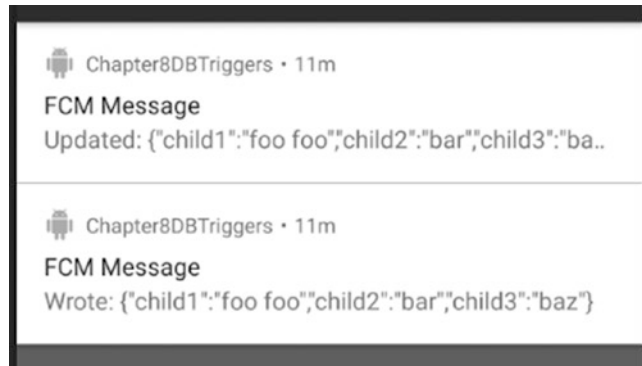 Chapter8DBTriggers • 11m
FCM Message
Updated: {"child1":"foo foo","child2":"bar","child3":"ba..
Chapter8DBTriggers • 11m
FCM Message
Wrote: {"child1":"foo foo","child2":"bar","child3":"baz"}